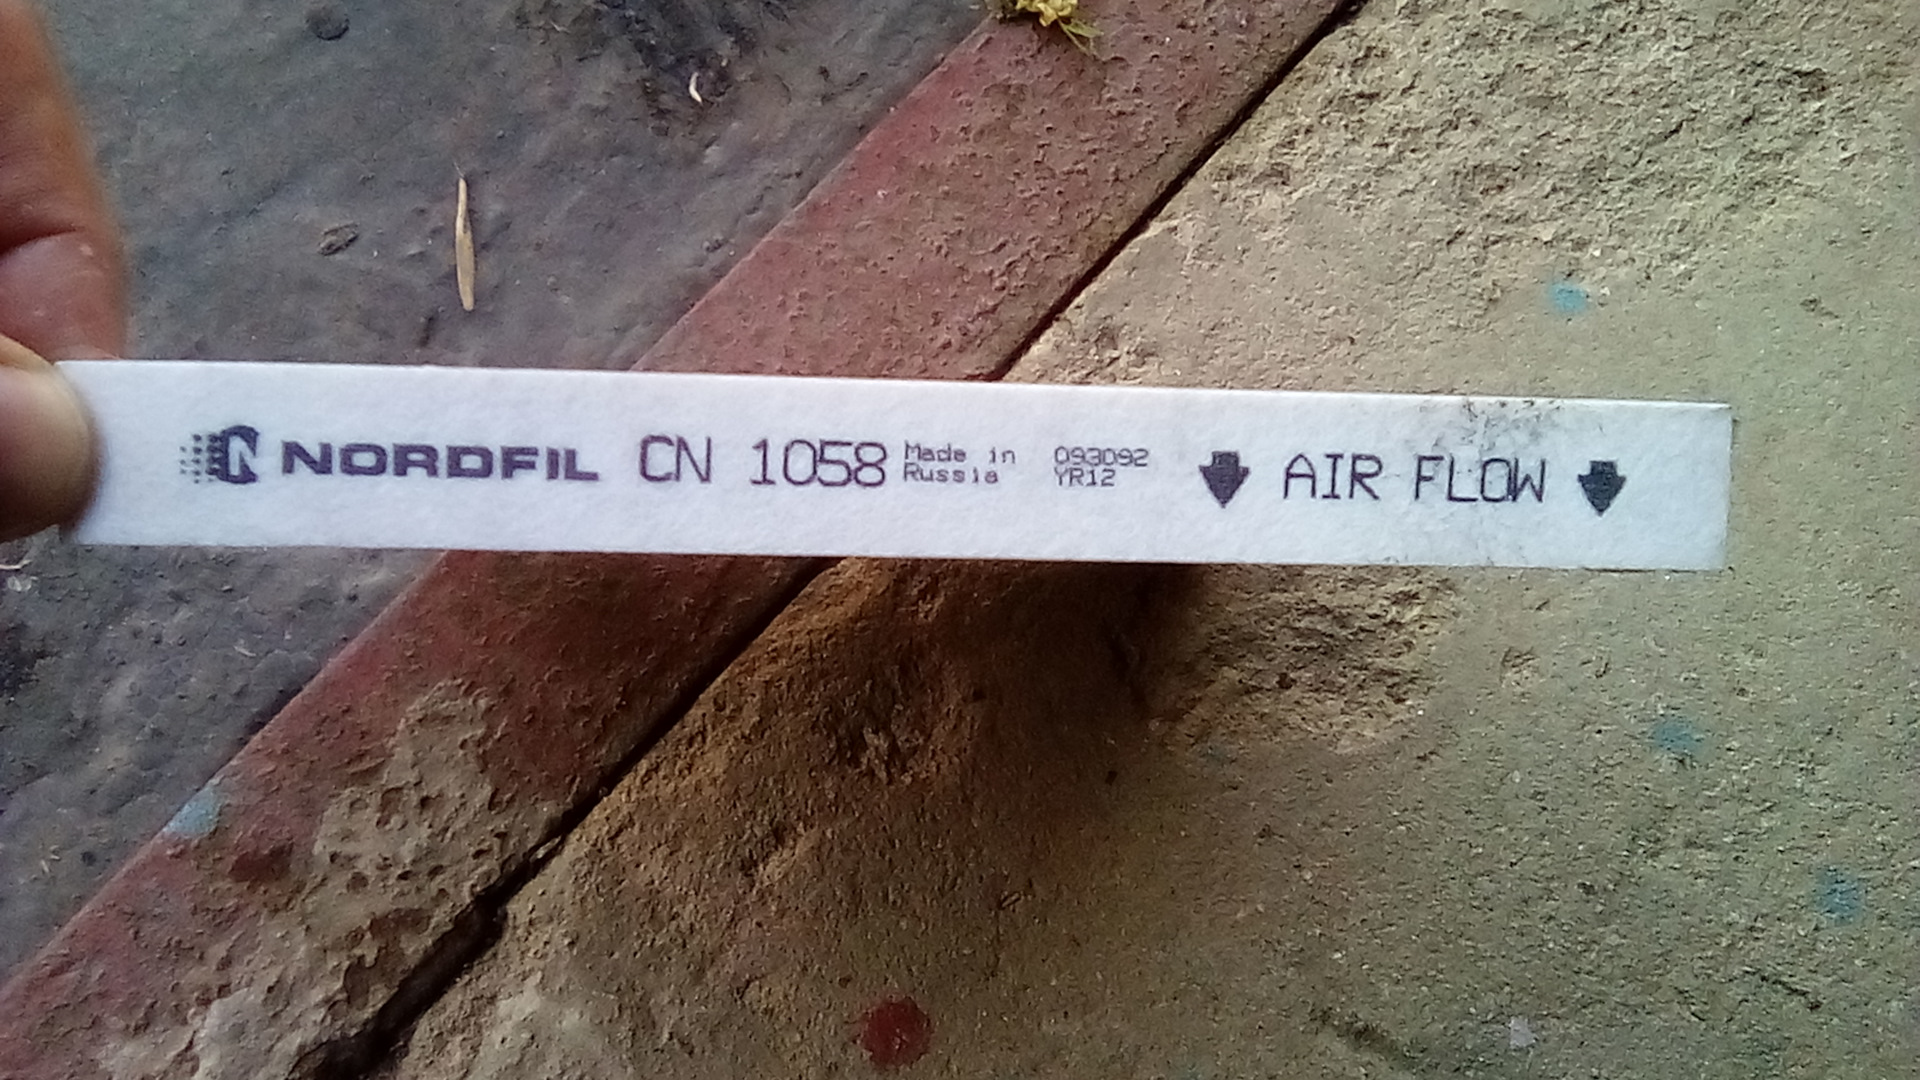 NORDFIL CN 1058
Made in
Russia
093092
YR12
AIR FLOW